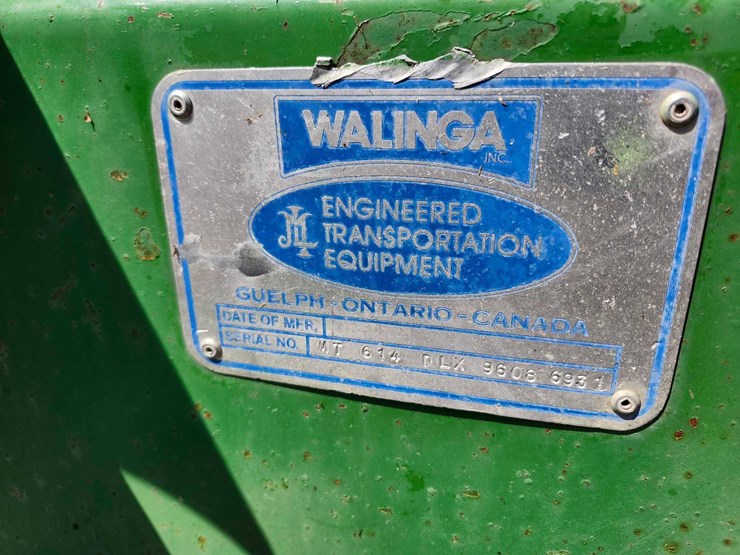 WALINGA
INC.
ENGINEERED
TRANSPORTATION
EQUIPMENT
GUELPH - ONTARIO - CANADA
DATE OF MFR.
SERIAL NO. MT 614 DLX 9608 6931